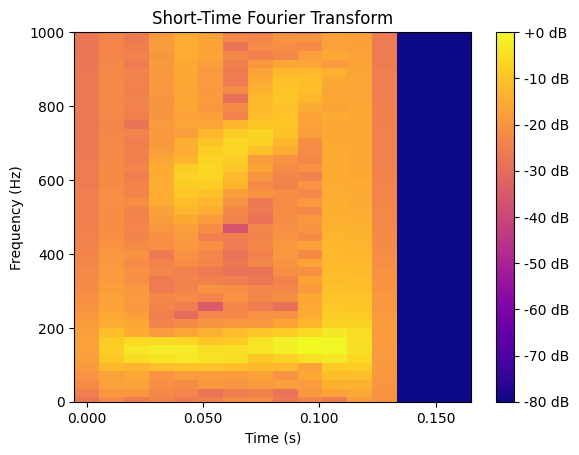 Short-Time Fourier Transform
Frequency (Hz)
1000
800
600
400
200
0
0.000
0.050
0.100
0.150
Time (s)
+0 dB
-10 dB
-20 dB
-30 dB
-40 dB
-50 dB
-60 dB
-70 dB
-80 dB